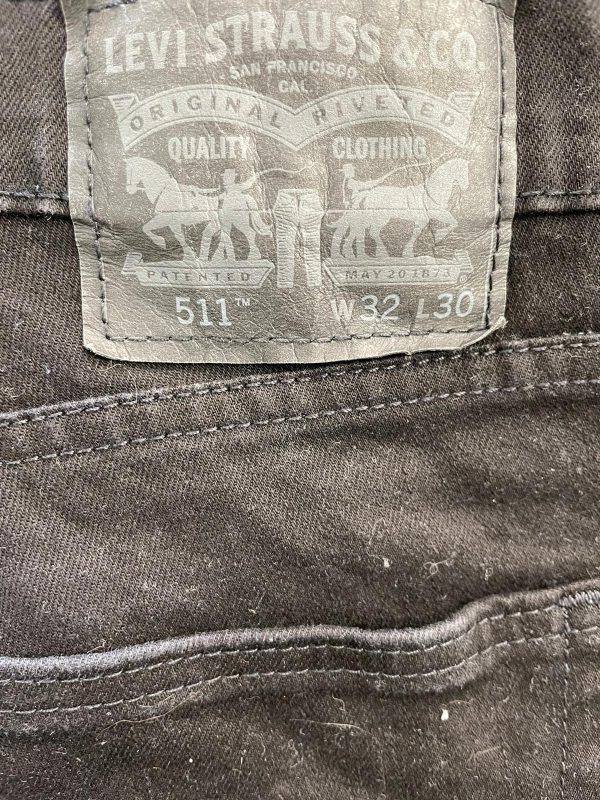 LEVI STRAUSS & CO.
SAN FRANCISCO
CAL
ORIGINAL RIVETED
QUALITY CLOTHING
PATENTED MAY 20 1873
511™ W32 L30